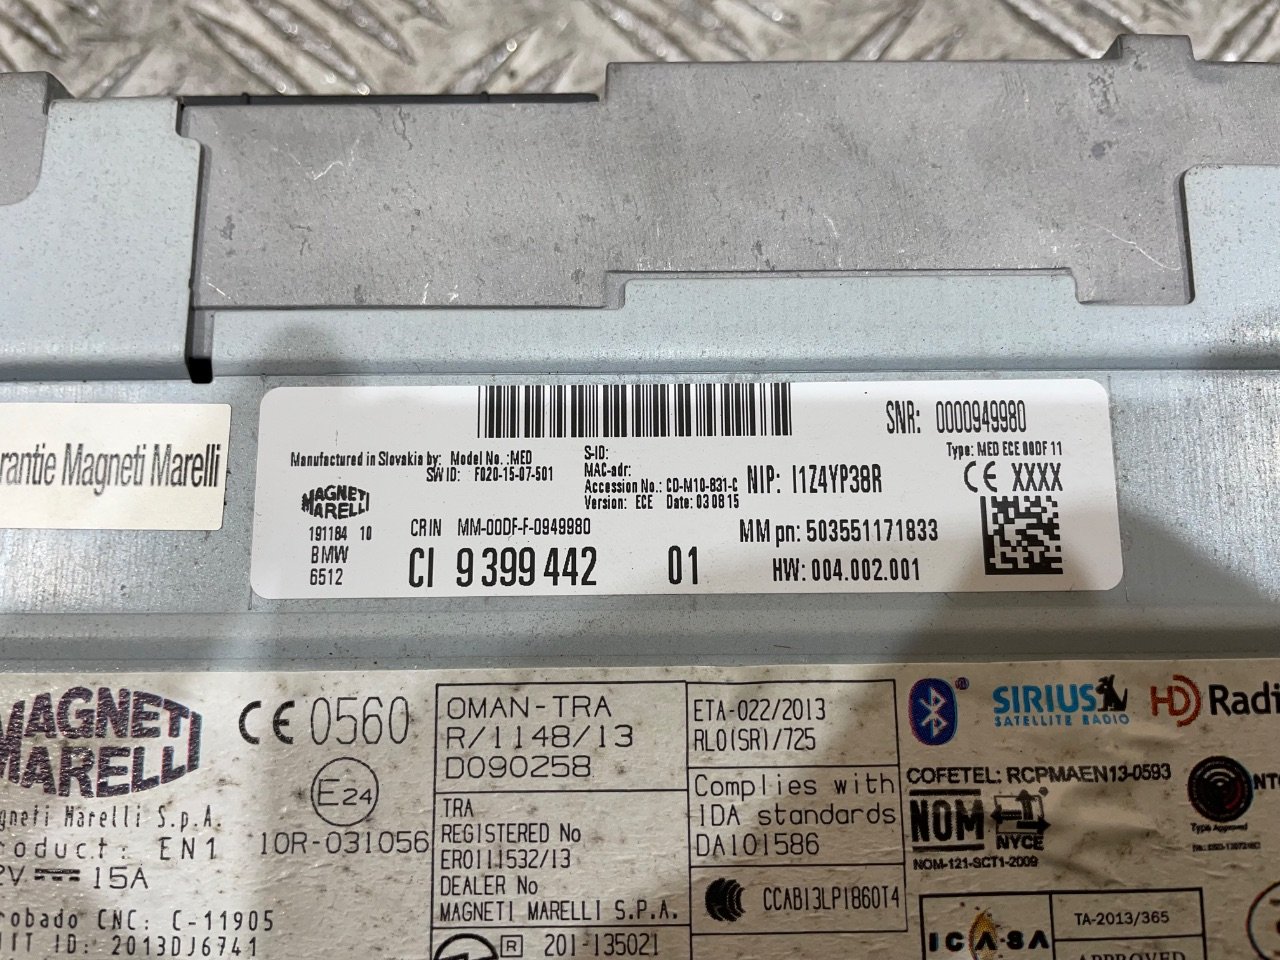 rantie Magneti Marelli
SNR: 0000949980
Manufactured in Slovakia by: Model No.:MED
SW ID: F020-15-07-501
S-ID:
MAC-adr:
Accession No.: CD-M10-831-C
Version: ECE Date: 03 08 15
NIP: I1Z4YP38R
Type: MED ECE 00DF 11
CE XXXX
MAGNETI
MARELLI
191184 10
BMW
6512
CRIN MM-00DF-F-0949980
CI 9 399 442 01
MM pn: 503551171833
HW: 004.002.001
MAGNETI
MARELLI
gneti Marelli S.p.A.
roduct: EN1
2V 15A
robado CNC: C-11905
IT ID: 2013DJ6741
CE 0560
E24
10R-031056
OMAN-TRA
R/1148/13
D090258
TRA
REGISTERED No
ER0111532/13
DEALER No
MAGNETI MARELLI S.P.A.
R 201-135021
ETA-022/2013
RLO(SR)/725
Complies with
IDA standards
DA101586
CCAB13LP1860T4
SIRIUS
SATELLITE RADIO
HD Radi
COFETEL: RCPMAEN13-0593
NOM
NYCE
NOM-121-SCT1-2009
NTC
Type Approved
ICASA
TA-2013/365
APPROVED